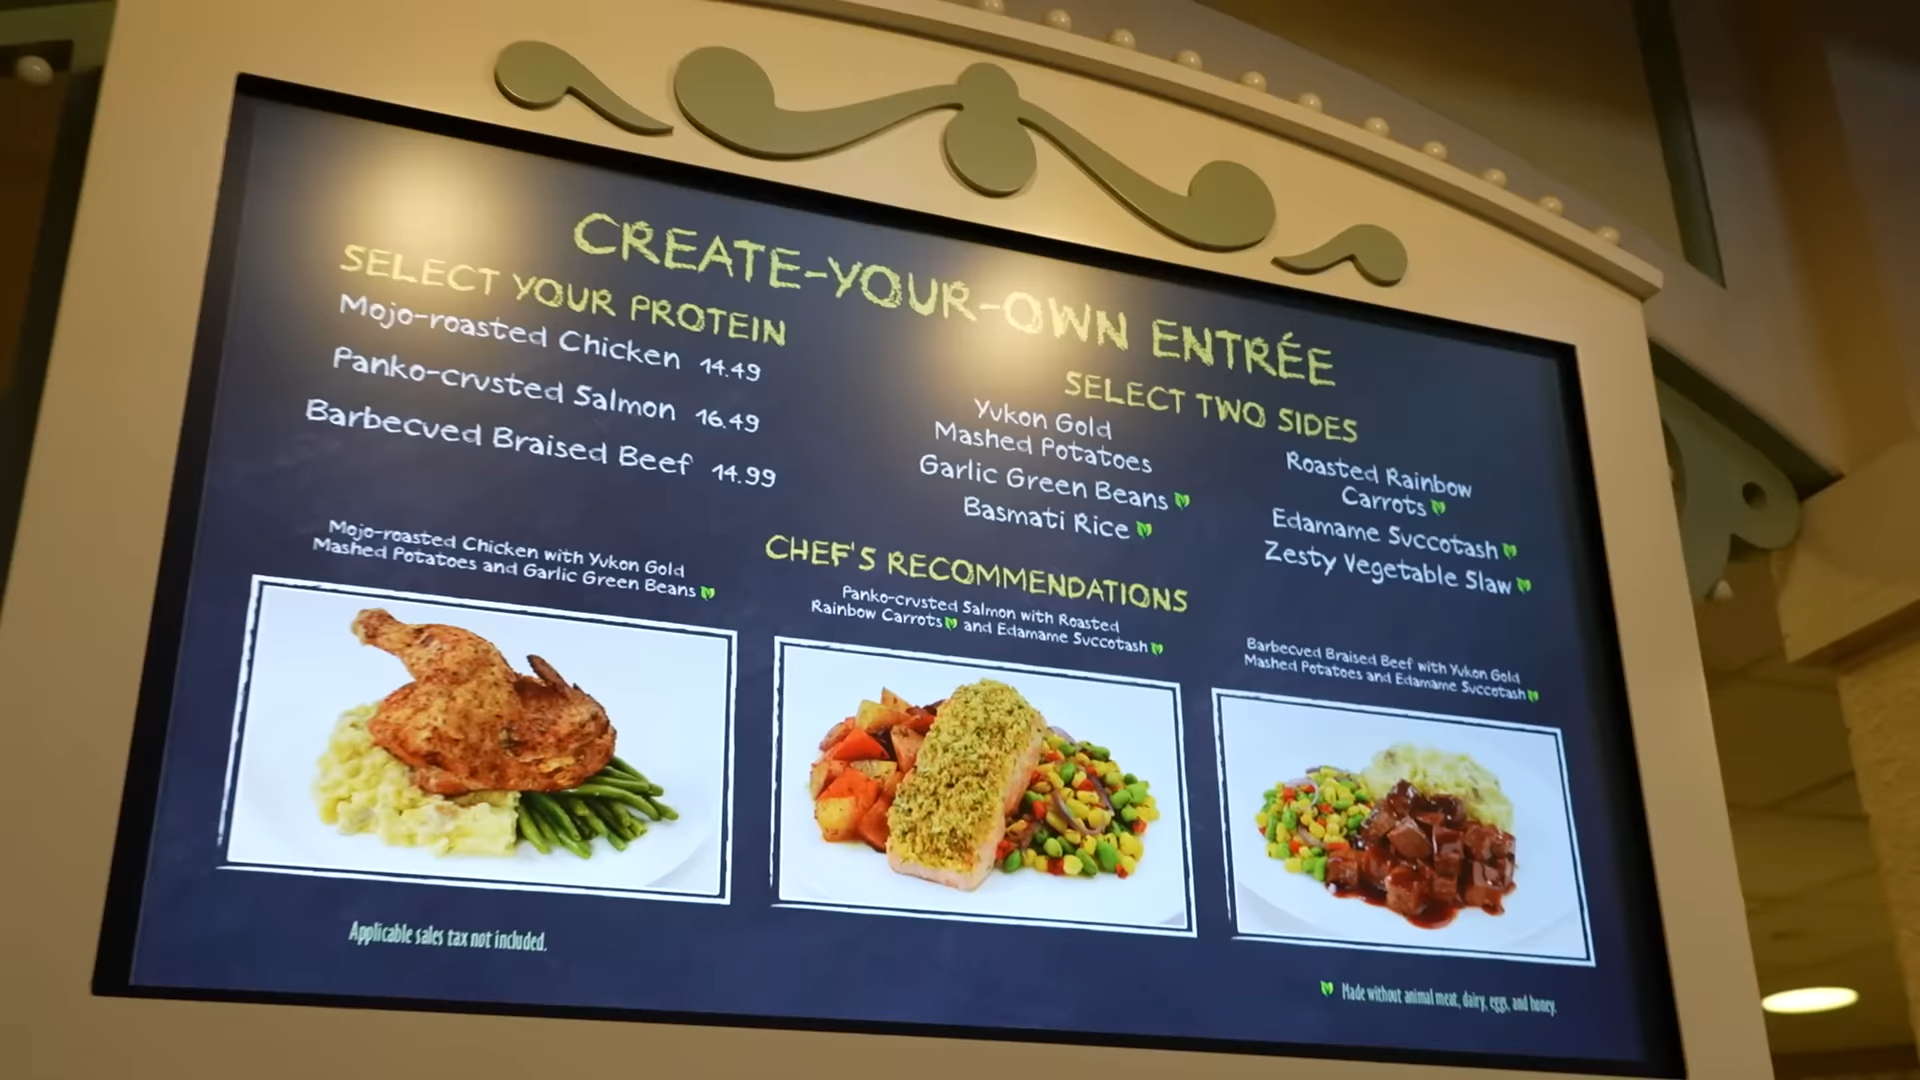 CREATE-YOUR-OWN ENTRÉE
SELECT YOUR PROTEIN
Mojo-roasted Chicken 14.49
Panko-crusted Salmon 16.49
Barbecued Braised Beef 14.99
SELECT TWO SIDES
Yukon Gold
Mashed Potatoes
Garlic Green Beans
Basmati Rice
Roasted Rainbow
Carrots
Edamame Succotash
Zesty Vegetable Slaw
CHEF'S RECOMMENDATIONS
Mojo-roasted Chicken with Yukon Gold
Mashed Potatoes and Garlic Green Beans
Panko-crusted Salmon with Roasted
Rainbow Carrots and Edamame Succotash
Barbecued Braised Beef with Yukon Gold
Mashed Potatoes and Edamame Succotash
Applicable sales tax not included.
Made without animal meat, dairy, eggs, and honey.